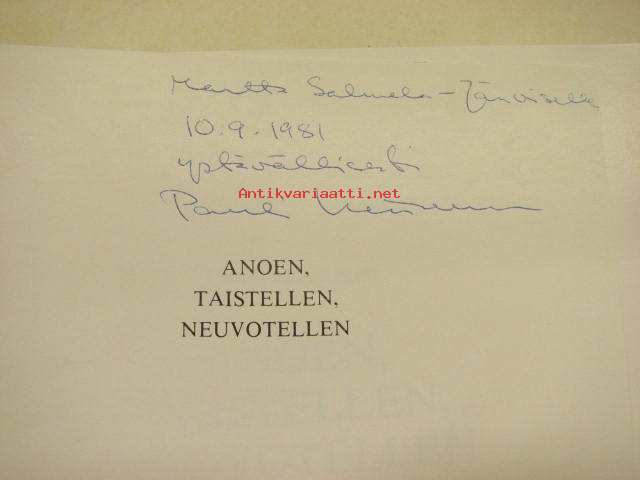 Martta Salmela-Järviselle
10.9.1981
ystävällisesti
Antikvariaatti.net
ANOEN,
TAISTELLEN,
NEUVOTELLEN